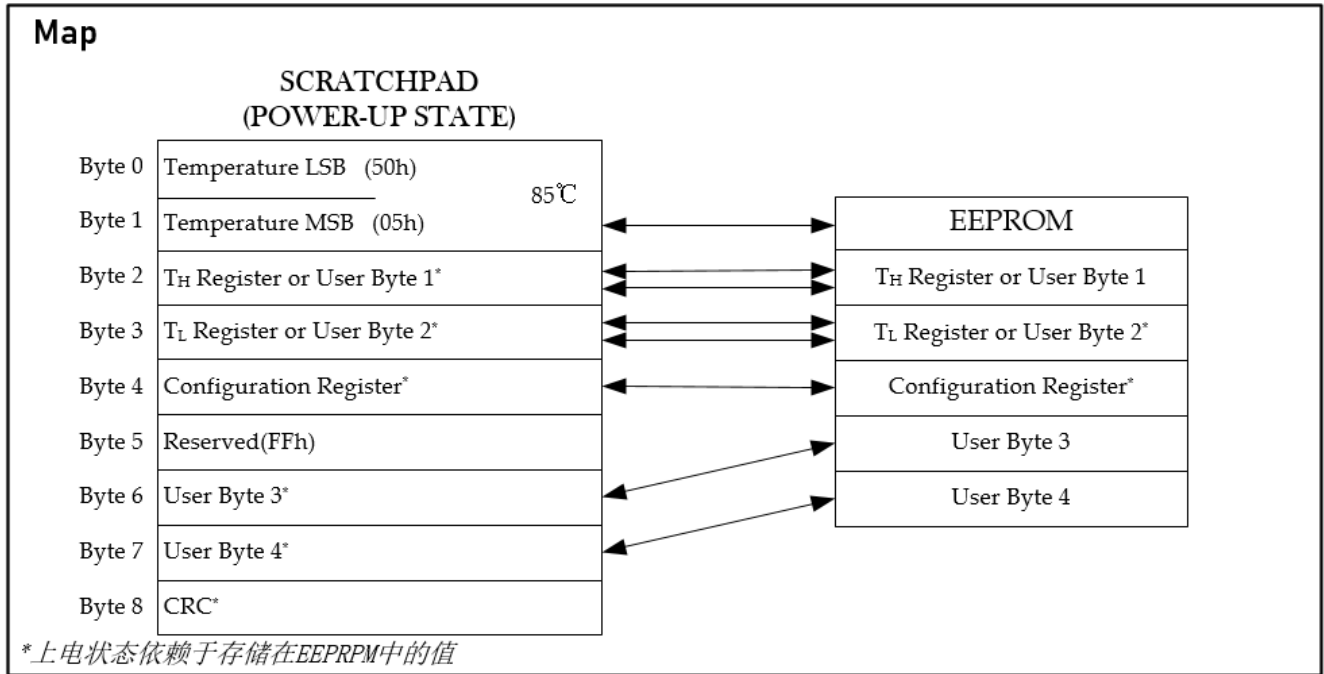 Map
SCRATCHPAD
(POWER-UP STATE)
Byte 0 Temperature LSB (50h)
85℃
Byte 1 Temperature MSB (05h)
EEPROM
Byte 2 TH Register or User Byte 1*
TH Register or User Byte 1
Byte 3 TL Register or User Byte 2*
TL Register or User Byte 2*
Byte 4 Configuration Register*
Configuration Register*
Byte 5 Reserved(FFh)
User Byte 3
Byte 6 User Byte 3*
User Byte 4
Byte 7 User Byte 4*
Byte 8 CRC*
*上电状态依赖于存储在EEPRPM中的值